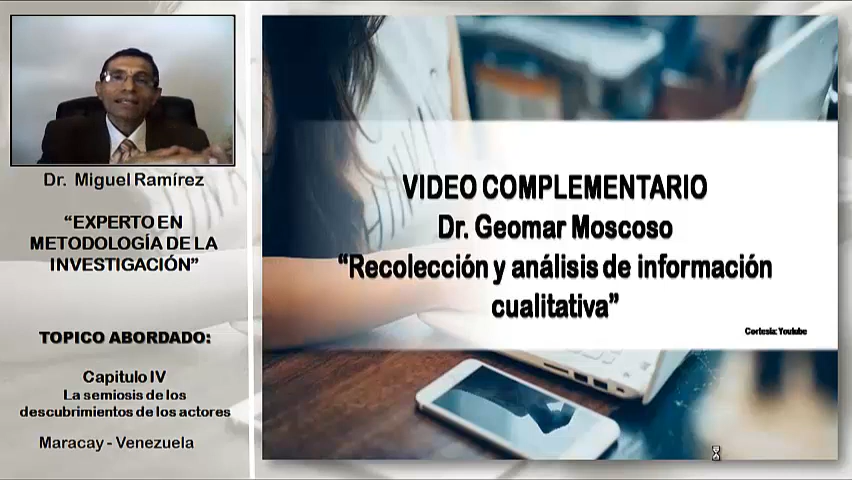 Dr. Miguel Ramírez
“EXPERTO EN
METODOLOGÍA DE LA
INVESTIGACIÓN”
TOPICO ABORDADO:
Capitulo IV
La semiosis de los
descubrimientos de los actores
Maracay - Venezuela
VIDEO COMPLEMENTARIO
Dr. Geomar Moscoso
“Recolección y análisis de información
cualitativa”
Cortesia: Youtube